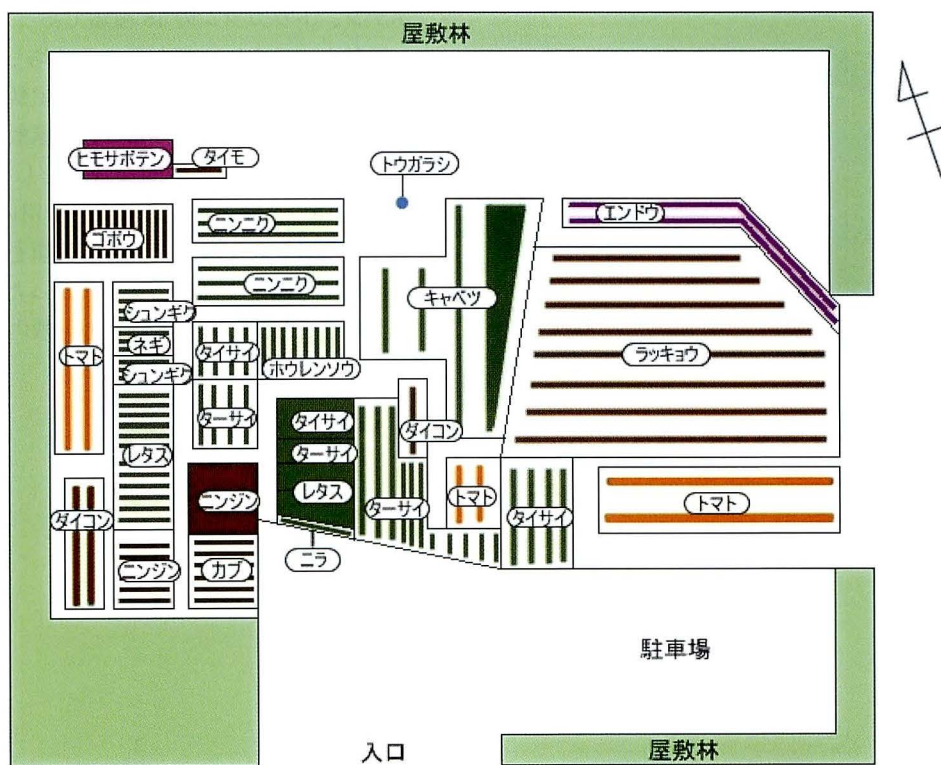 屋敷林
ヒモサボテン
タイモ
トウガラシ
エンドウ
ゴボウ
ニンニク
ニンニク
キャベツ
シュンギク
トマト
ネギ
タイサイ
ホウレンソウ
ラッキョウ
シュンギク
ターサイ
タイサイ
ダイコン
レタス
ターサイ
ニンジン
レタス
ターサイ
トマト
タイサイ
トマト
ダイコン
ニラ
ニンジン
カブ
駐車場
入口
屋敷林